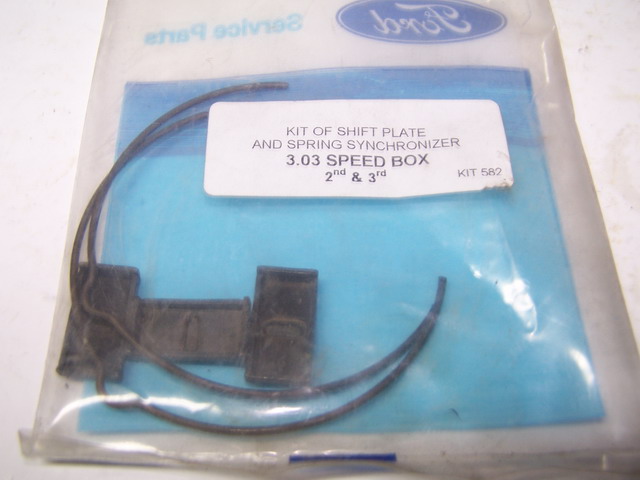 Ford
Service Parts
KIT OF SHIFT PLATE
AND SPRING SYNCHRONIZER
3.03 SPEED BOX
2nd & 3rd
KIT 582